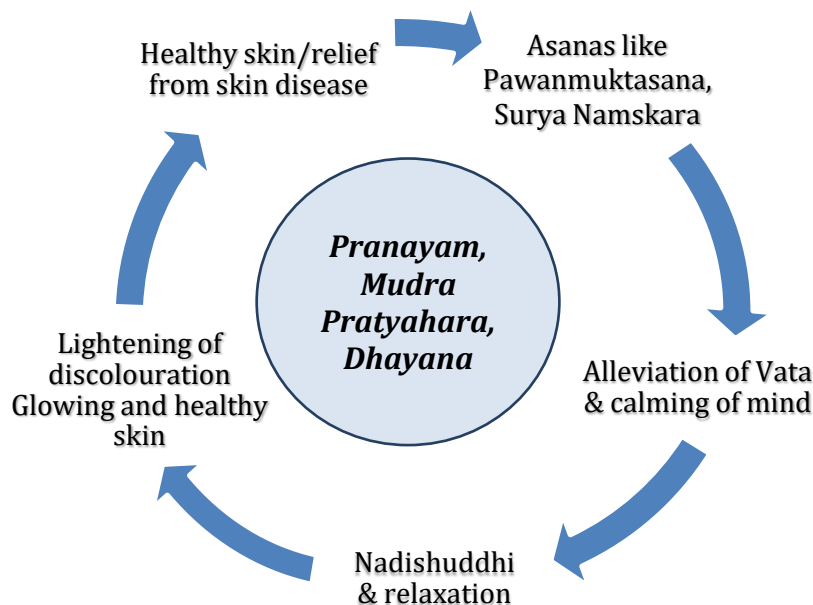 Healthy skin/relief
from skin disease
Asanas like
Pawanmuktasana,
Surya Namskara
Pranayam,
Mudra
Pratyahara,
Dhayana
Lightening of
discolouration
Glowing and healthy
skin
Alleviation of Vata
& calming of mind
Nadishuddhi
& relaxation